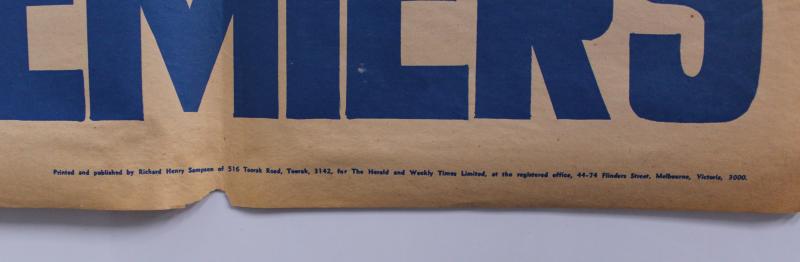 EMIERS
Printed and published by Richard Henry Sampson of 516 Toorak Road, Toorak, 3142, for The Herald and Weekly Times Limited, at the registered office, 44-74 Flinders Street, Melbourne, Victoria, 3000.